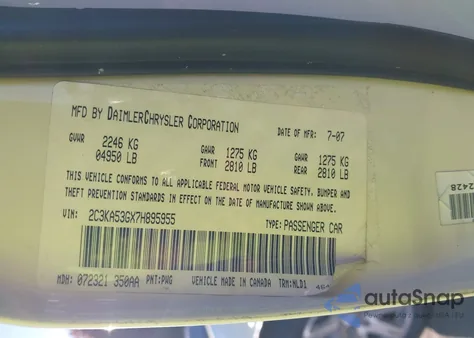 MFD BY DAIMLERCHRYSLER CORPORATION DATE OF MFR: 7-07
GVWR 2246 KG GAWR 1275 KG GAWR 1275 KG
04950 LB FRONT 2810 LB REAR 2810 LB
THIS VEHICLE CONFORMS TO ALL APPLICABLE FEDERAL MOTOR VEHICLE SAFETY, BUMPER AND
THEFT PREVENTION STANDARDS IN EFFECT ON THE DATE OF MANUFACTURE SHOWN ABOVE.
VIN: 2C3KA53GX7H895955 TYPE: PASSENGER CAR
MDH: 072321 350AA PNT: PWG VEHICLE MADE IN CANADA TRM: NLD1 464
2428
autoSnap